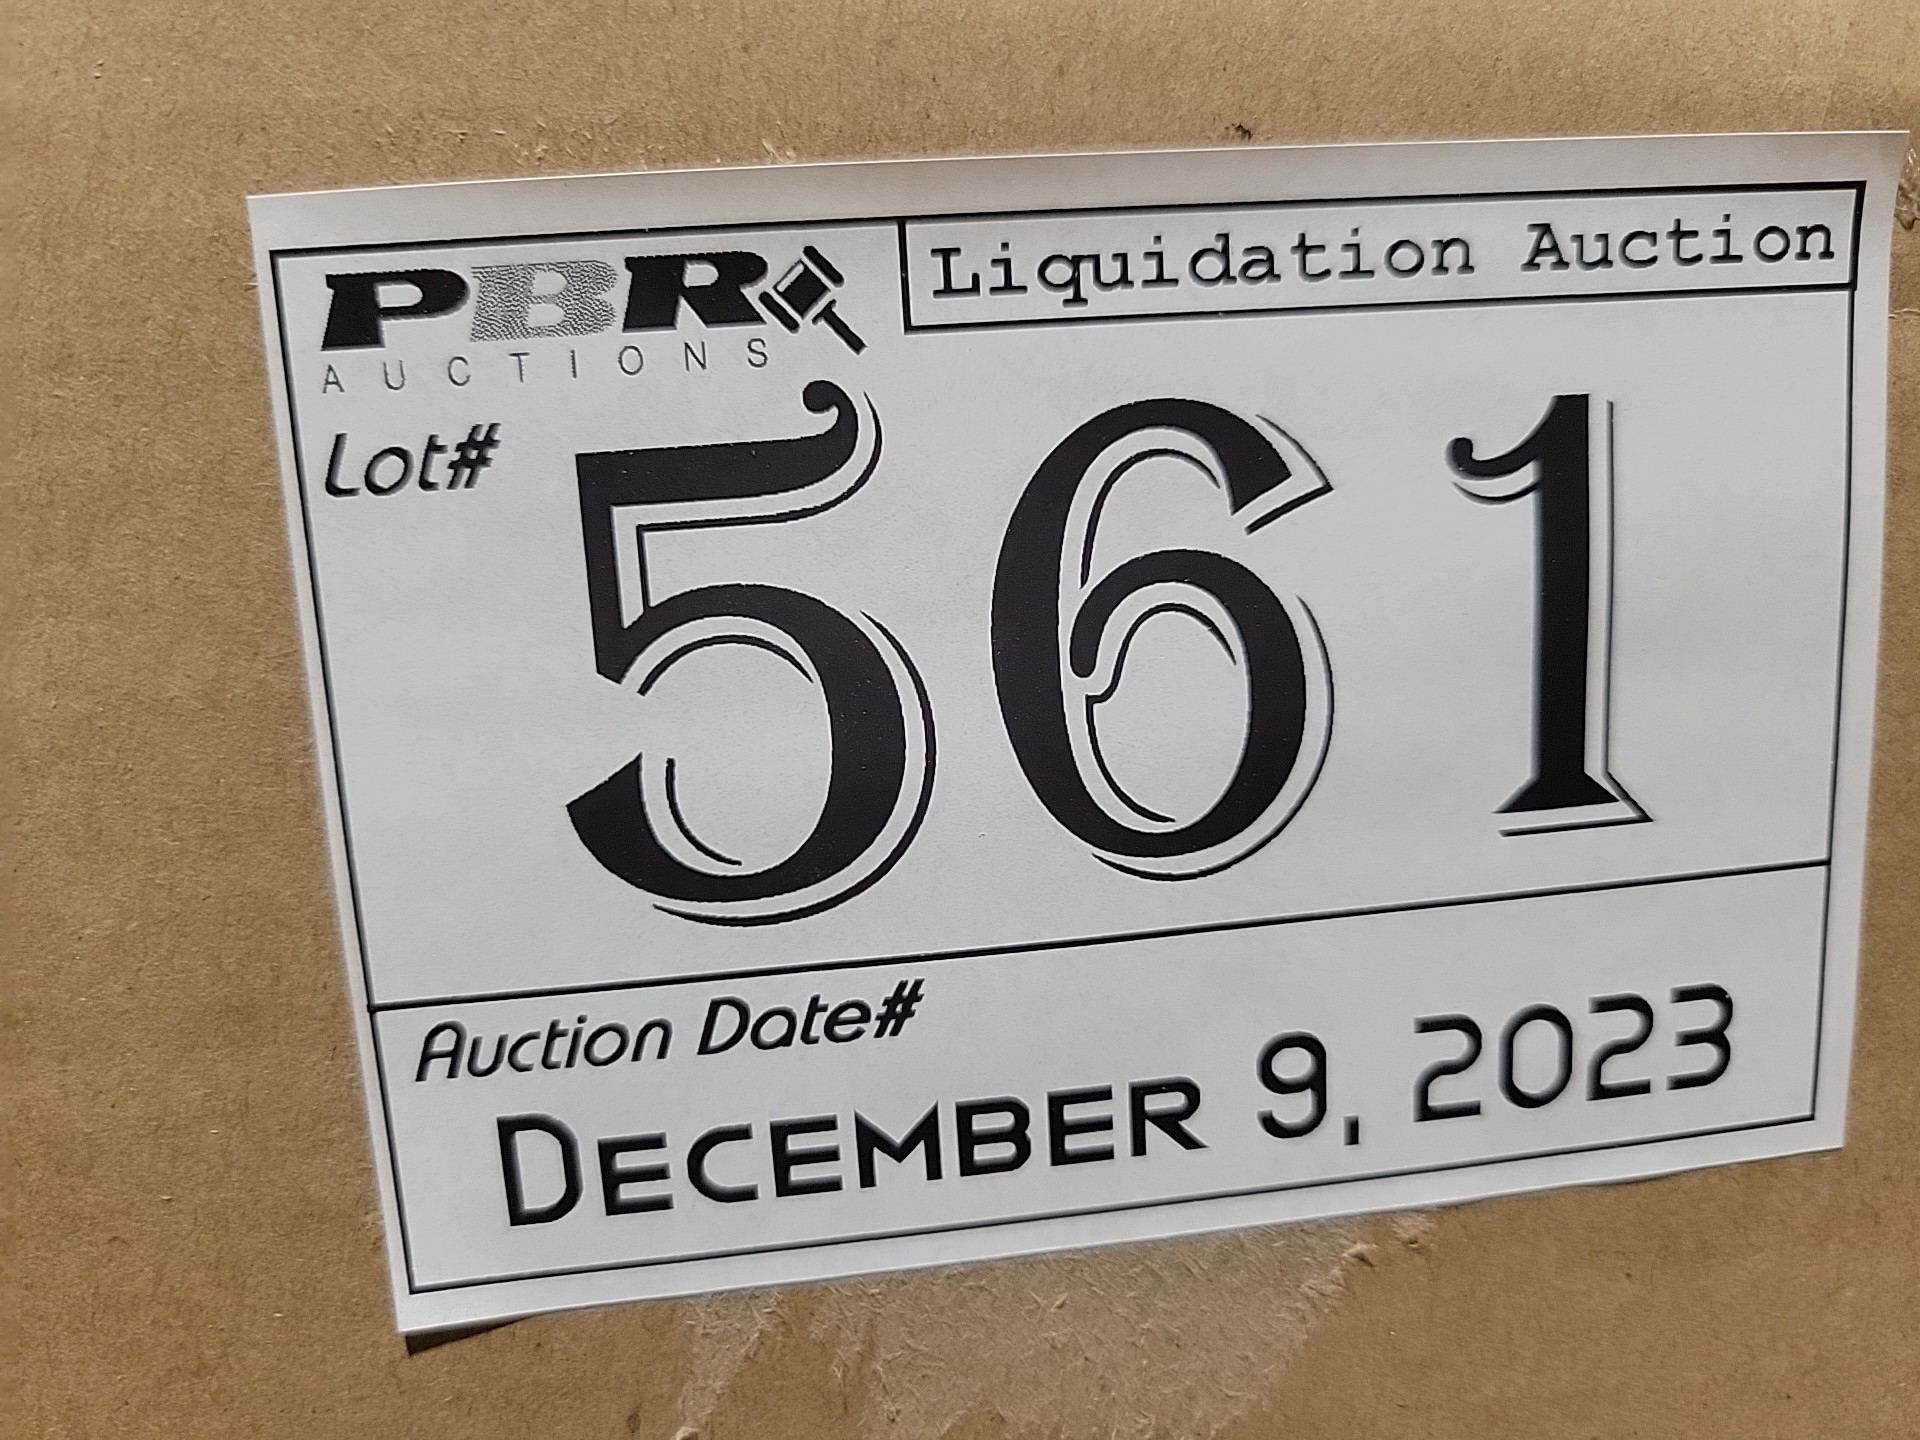 PBR
AUCTIONS
Liquidation Auction
Lot#
561
Auction Date#
DECEMBER 9, 2023